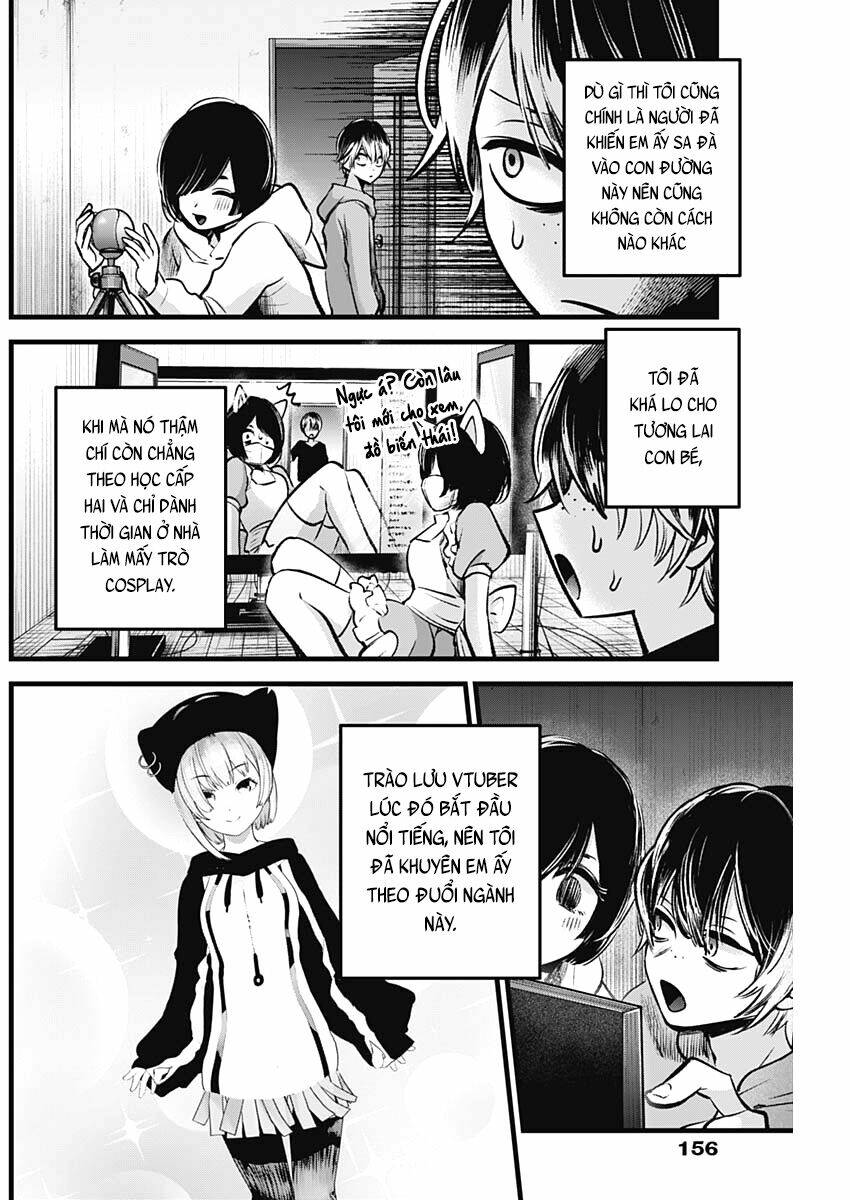 DÙ GÌ THÌ TÔI CŨNG
CHÍNH LÀ NGƯỜI ĐÃ
KHIẾN EM ẤY SA ĐÀ
VÀO CON ĐƯỜNG
NÀY NÊN CŨNG
KHÔNG CÒN CÁCH
NÀO KHÁC
TÔI ĐÃ
KHÁ LO CHO
TƯƠNG LAI
CON BÉ,
Ngực á? Còn lâu
tôi mới cho xem,
đồ biến thái!
KHI MÀ NÓ THẬM
CHÍ CÒN CHẲNG
THEO HỌC CẤP
HAI VÀ CHỈ DÀNH
THỜI GIAN Ở NHÀ
LÀM MẤY TRÒ
COSPLAY.
TRÀO LƯU VTUBER
LÚC ĐÓ BẮT ĐẦU
NỔI TIẾNG, NÊN TÔI
ĐÃ KHUYÊN EM ẤY
THEO ĐUỔI NGÀNH
NÀY.
156